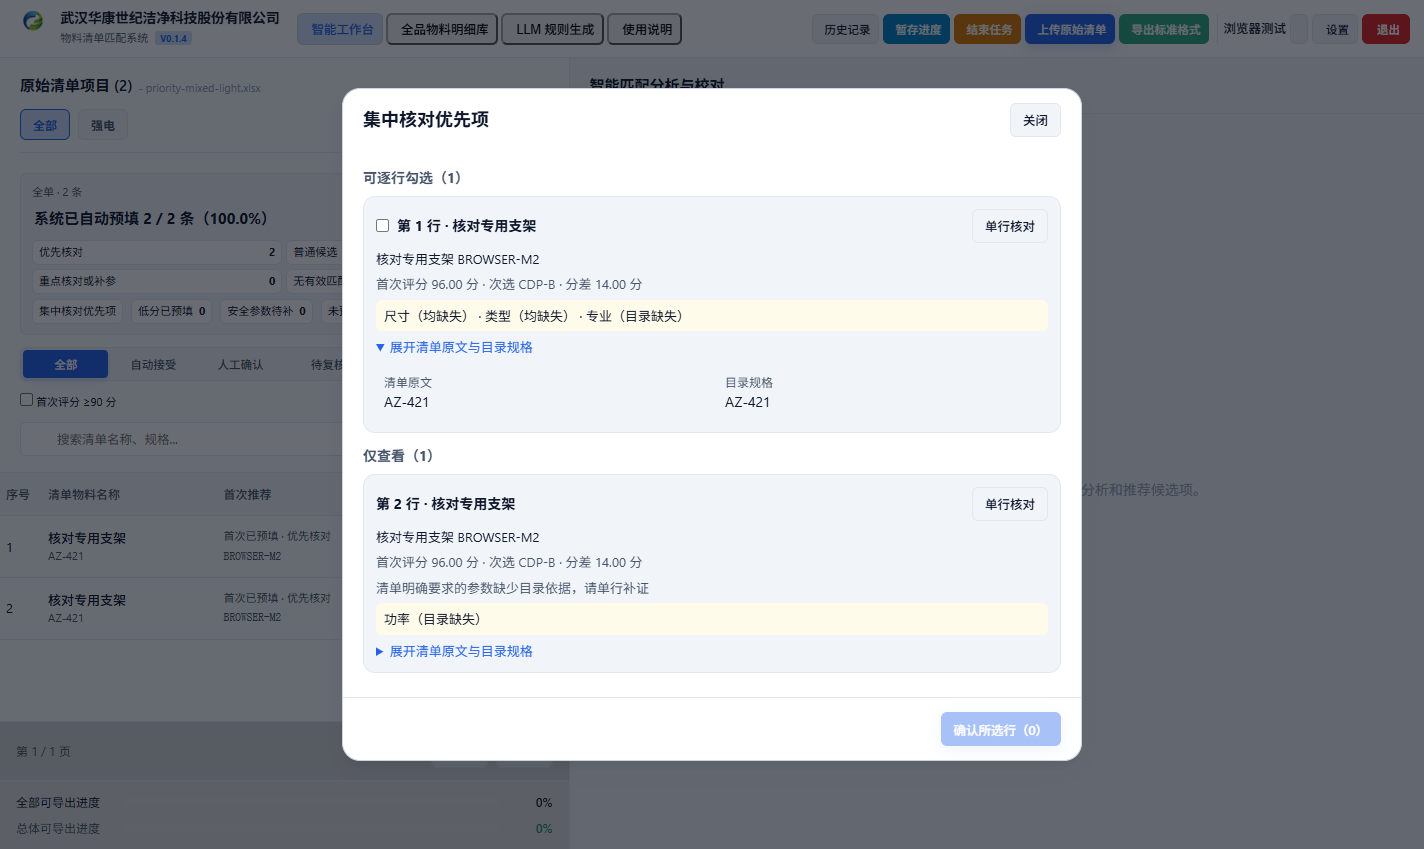 武汉华康世纪洁净科技股份有限公司
物料清单匹配系统 V0.1.4
智能工作台
全品物料明细库
LLM 规则生成
使用说明
历史记录
暂存进度
结束任务
上传原始清单
导出标准格式
浏览器测试
设置
退出
原始清单项目 (2) - priority-mixed-light.xlsx
全部
强电
全单 · 2 条
系统已自动预填 2 / 2 条（100.0%）
优先核对 2
普通候选
重点核对或补参 0
集中核对优先项
低分已预填 0
安全参数待补 0
全部
自动接受
人工确认
首次评分 ≥90 分
搜索清单名称、规格...
序号 清单物料名称 首次推荐
1 核对专用支架 首次已预填 · 优先核对
AZ-421 BROWSER-M2
2 核对专用支架 首次已预填 · 优先核对
AZ-421 BROWSER-M2
第 1 / 1 页
全部可导出进度 0%
总体可导出进度 0%
智能匹配分析与校对
分析和推荐候选项。
集中核对优先项
关闭
可逐行勾选（1）
第 1 行 · 核对专用支架
单行核对
核对专用支架 BROWSER-M2
首次评分 96.00 分 · 次选 CDP-B · 分差 14.00 分
尺寸（均缺失） · 类型（均缺失） · 专业（目录缺失）
▼ 展开清单原文与目录规格
清单原文 目录规格
AZ-421 AZ-421
仅查看（1）
第 2 行 · 核对专用支架
单行核对
核对专用支架 BROWSER-M2
首次评分 96.00 分 · 次选 CDP-B · 分差 14.00 分
清单明确要求的参数缺少目录依据，请单行补证
功率（目录缺失）
▶ 展开清单原文与目录规格
确认所选行（0）